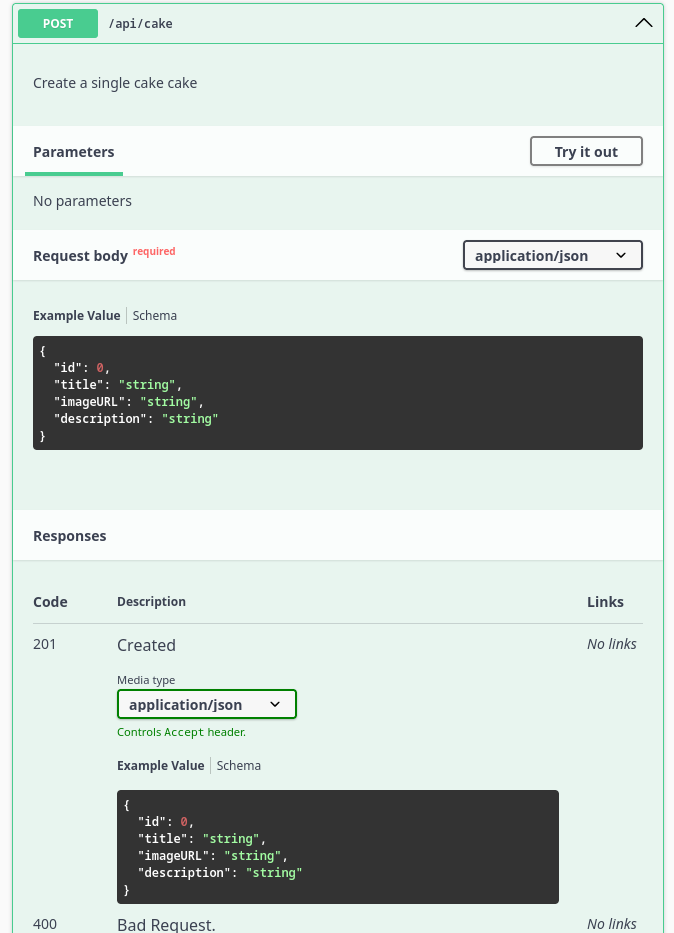 POST /api/cake
Create a single cake cake
Parameters Try it out
No parameters
Request body required application/json
Example Value Schema
{
"id": 0,
"title": "string",
"imageURL": "string",
"description": "string"
}
Responses
Code Description Links
201 Created No links
Media type
application/json
Controls Accept header.
Example Value Schema
{
"id": 0,
"title": "string",
"imageURL": "string",
"description": "string"
}
400 Bad Request. No links